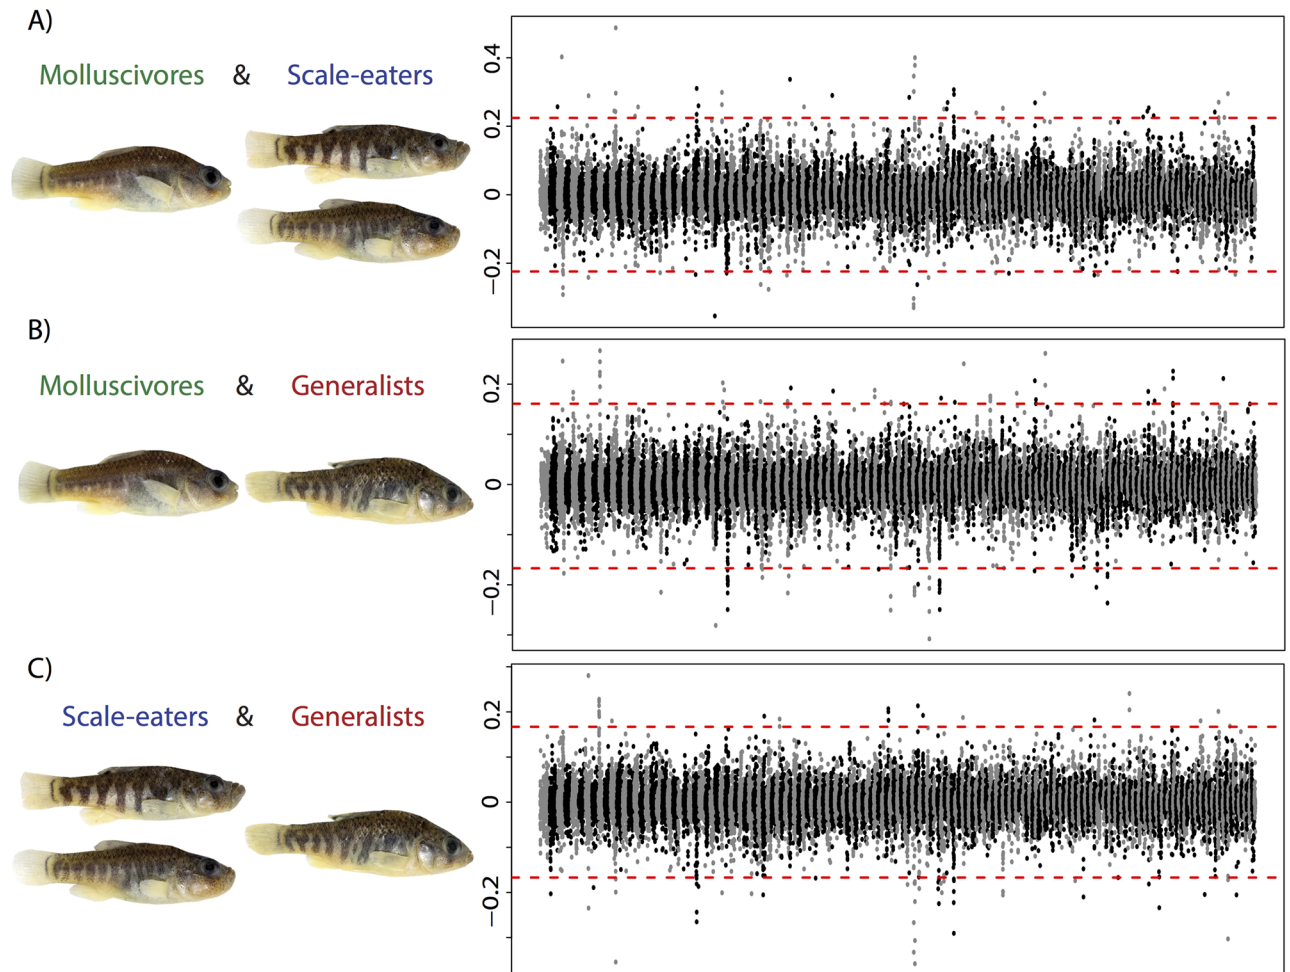 A)
Molluscivores & Scale-eaters
0.4
0.2
0
−0.2
B)
Molluscivores & Generalists
0.2
0
−0.2
C)
Scale-eaters & Generalists
0.2
0
−0.2